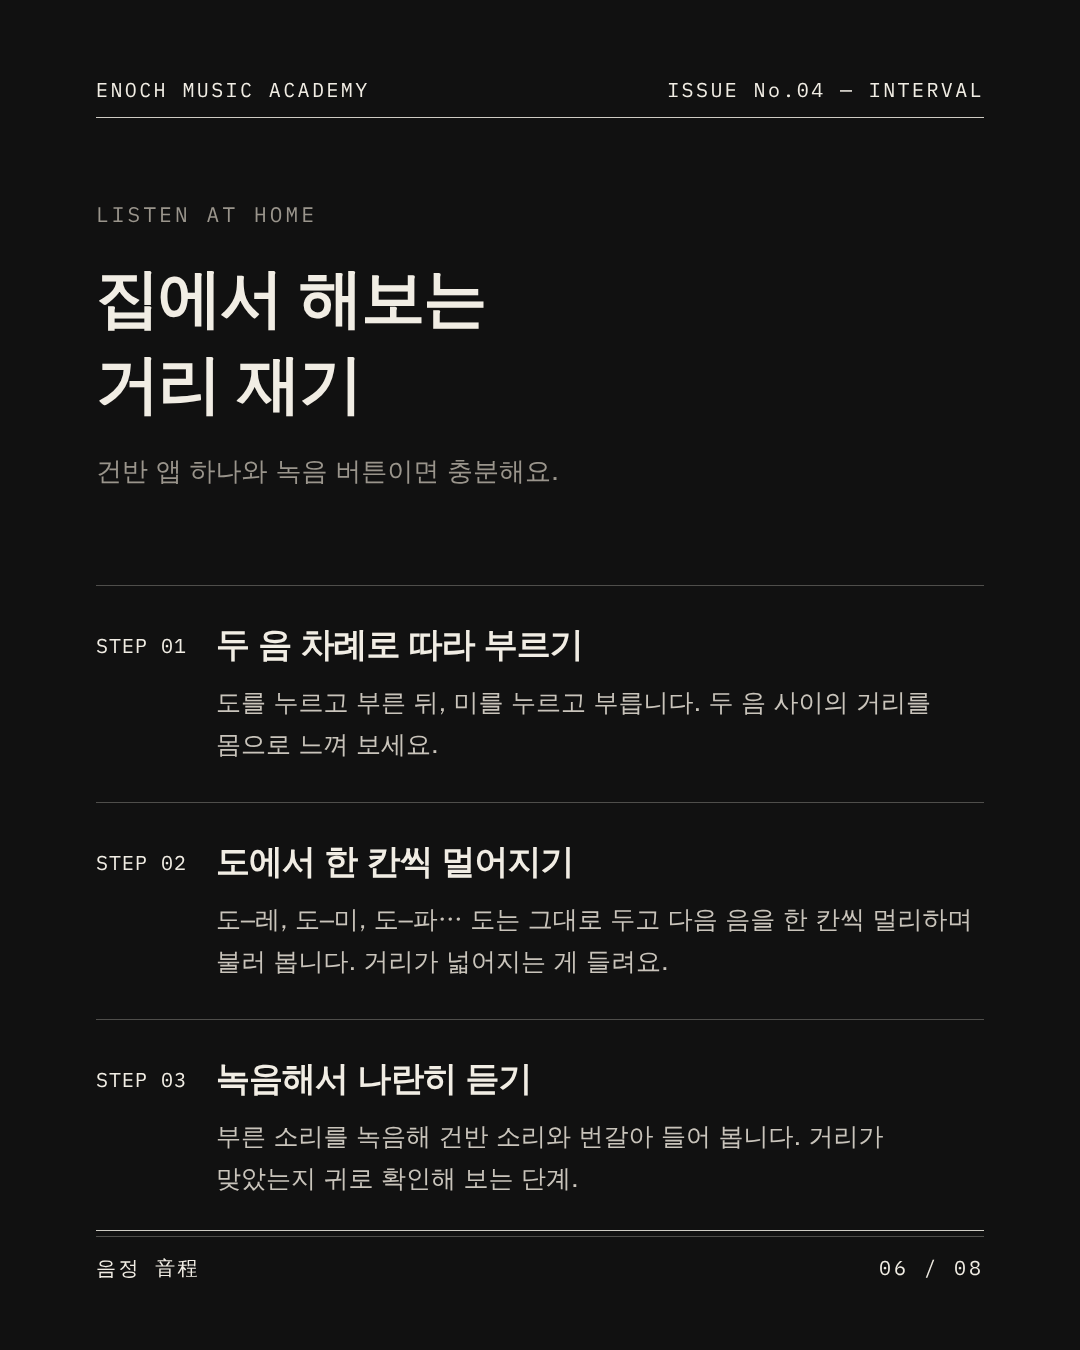 ENOCH MUSIC ACADEMY
ISSUE No.04 — INTERVAL
LISTEN AT HOME
집에서 해보는
거리 재기
건반 앱 하나와 녹음 버튼이면 충분해요.
STEP 01
두 음 차례로 따라 부르기
도를 누르고 부른 뒤, 미를 누르고 부릅니다. 두 음 사이의 거리를
몸으로 느껴 보세요.
STEP 02
도에서 한 칸씩 멀어지기
도–레, 도–미, 도–파… 도는 그대로 두고 다음 음을 한 칸씩 멀리하며
불러 봅니다. 거리가 넓어지는 게 들려요.
STEP 03
녹음해서 나란히 듣기
부른 소리를 녹음해 건반 소리와 번갈아 들어 봅니다. 거리가
맞았는지 귀로 확인해 보는 단계.
음정 音程
06 / 08